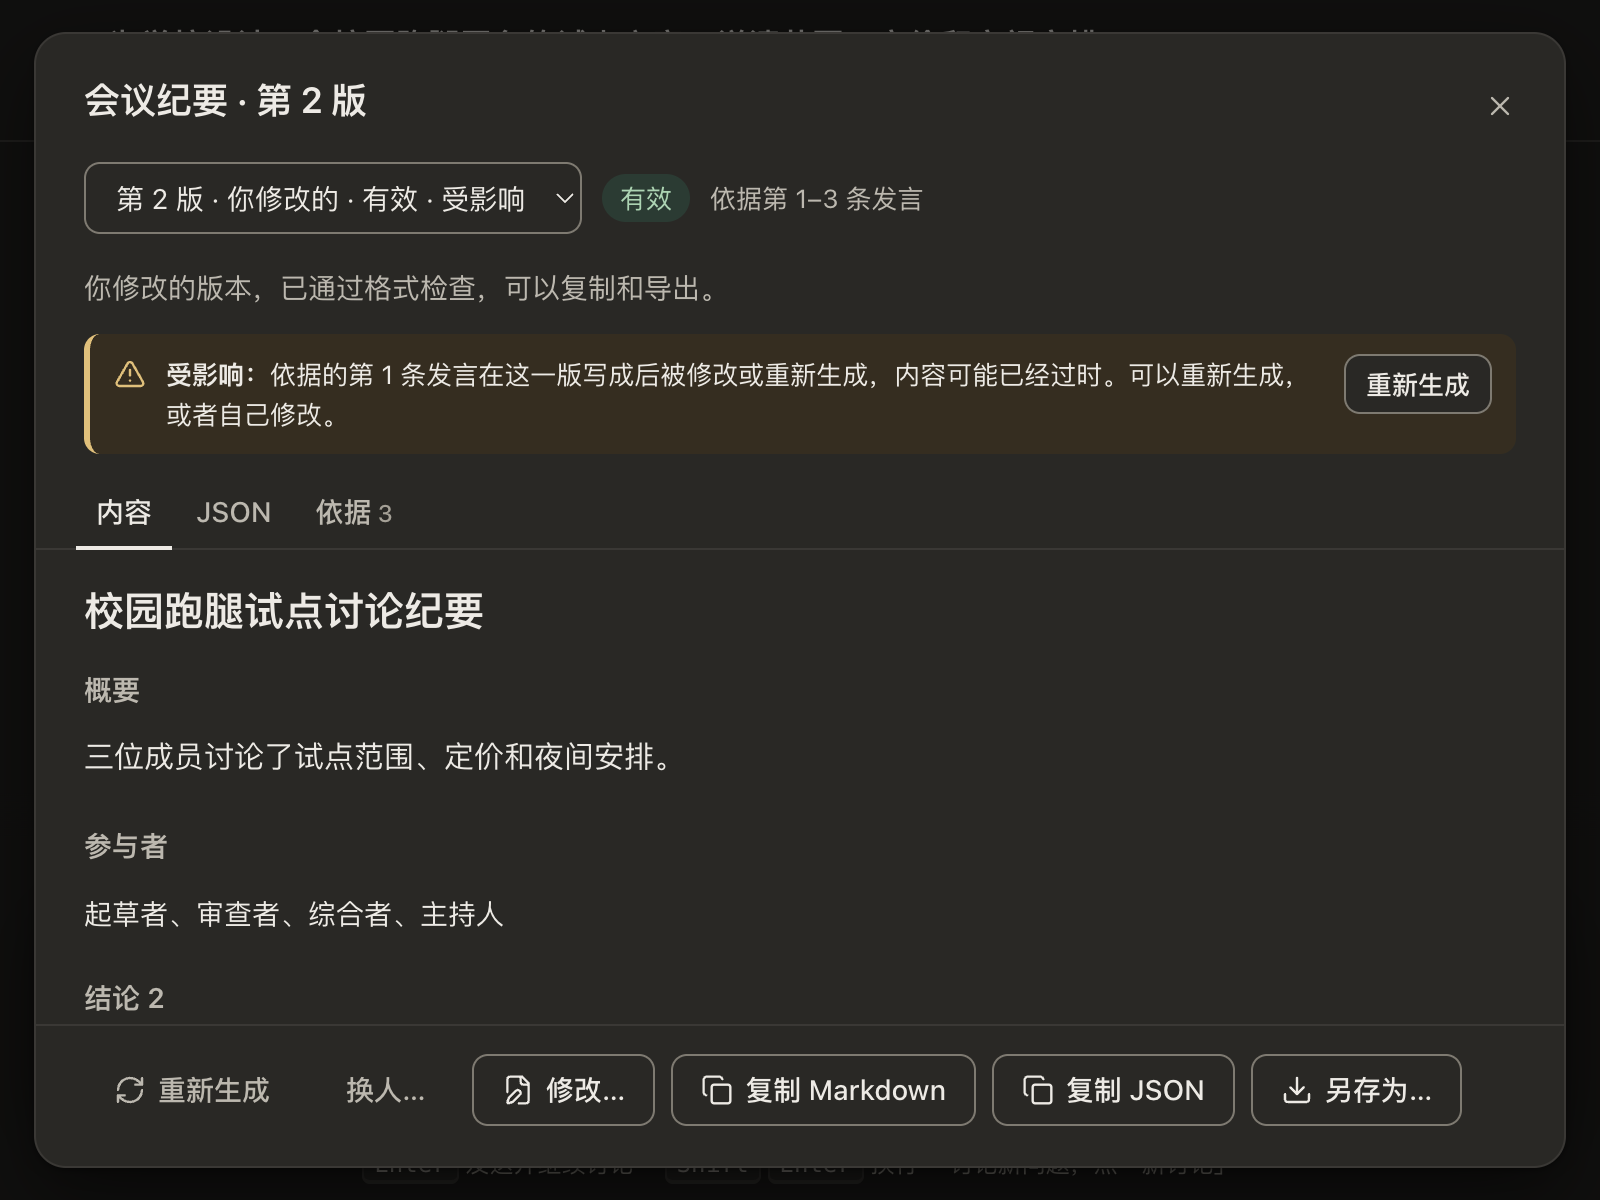 会议纪要 · 第 2 版
第 2 版 · 你修改的 · 有效 · 受影响
有效
依据第 1–3 条发言
你修改的版本，已通过格式检查，可以复制和导出。
受影响：依据的第 1 条发言在这一版写成后被修改或重新生成，内容可能已经过时。可以重新生成，
或者自己修改。
重新生成
内容
JSON
依据 3
校园跑腿试点讨论纪要
概要
三位成员讨论了试点范围、定价和夜间安排。
参与者
起草者、审查者、综合者、主持人
结论 2
重新生成
换人...
修改...
复制 Markdown
复制 JSON
另存为...